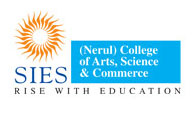 (Nerul) College
of Arts, Science
& Commerce
SIES
RISE WITH EDUCATION